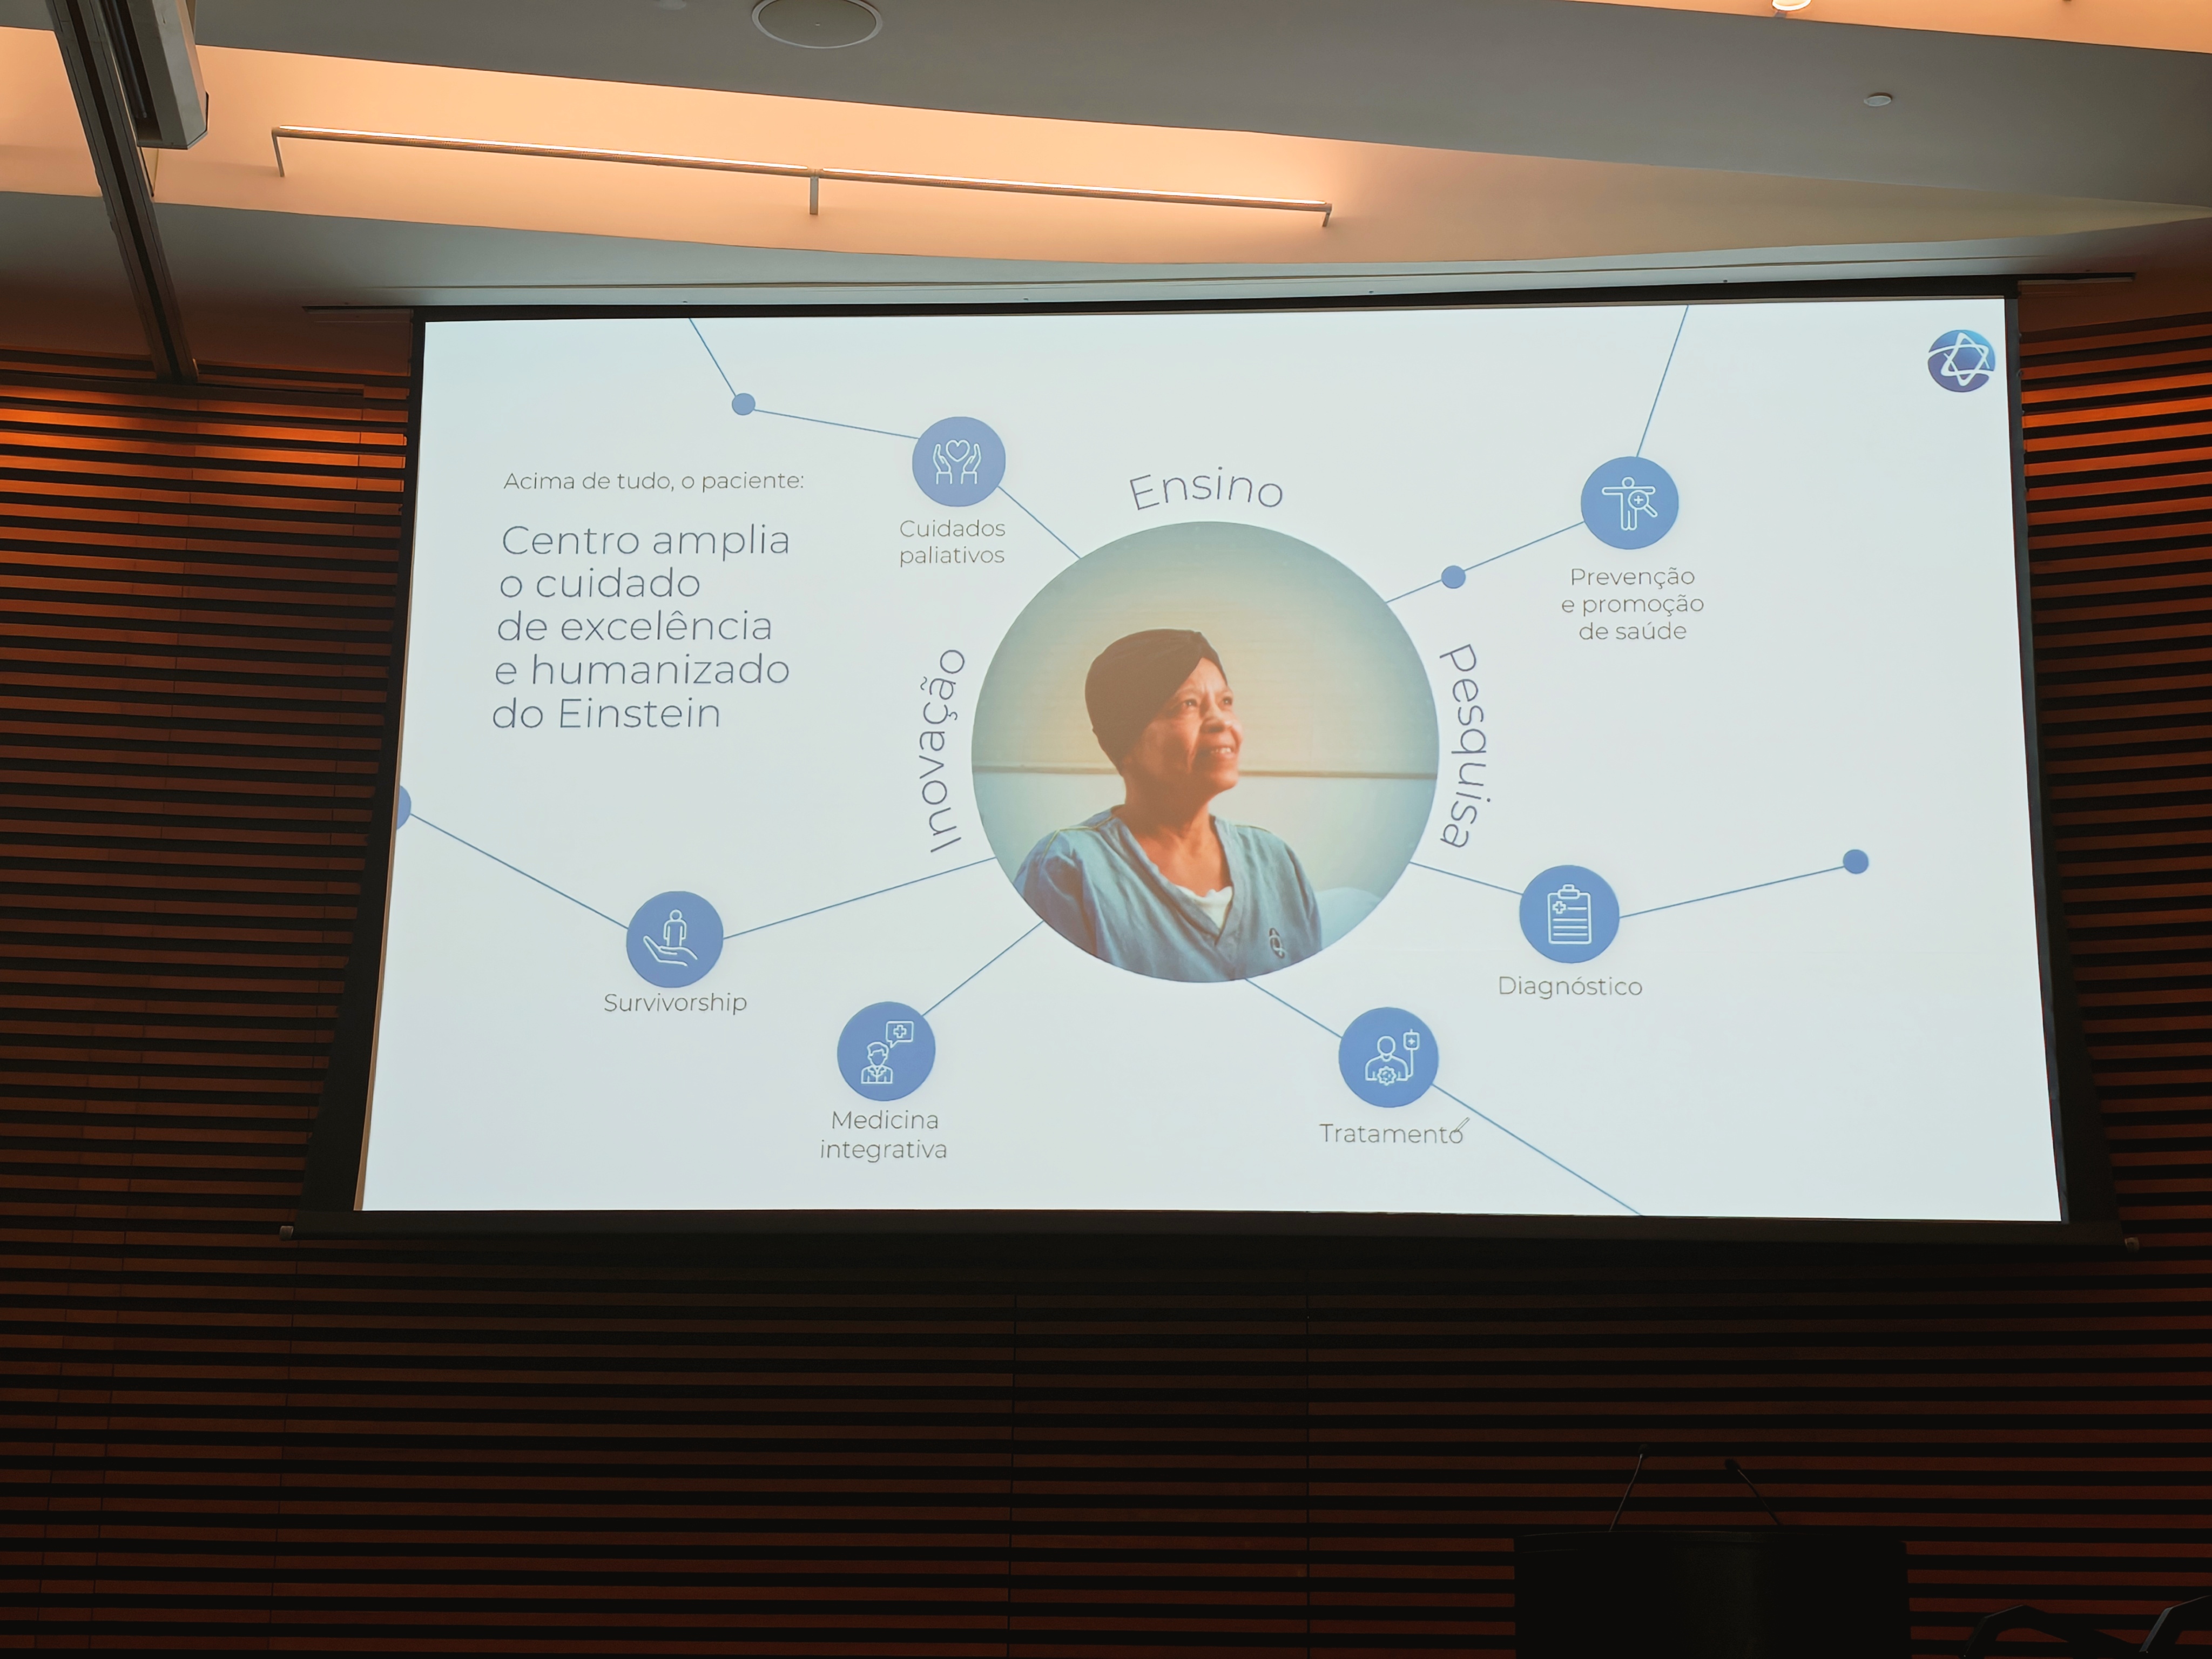 Acima de tudo, o paciente:
Centro amplia
o cuidado
de excelência
e humanizado
do Einstein
Cuidados
paliativos
Ensino
Prevenção
e promoção
de saúde
Inovação
Pesquisa
Survivorship
Medicina
integrativa
Tratamento
Diagnóstico